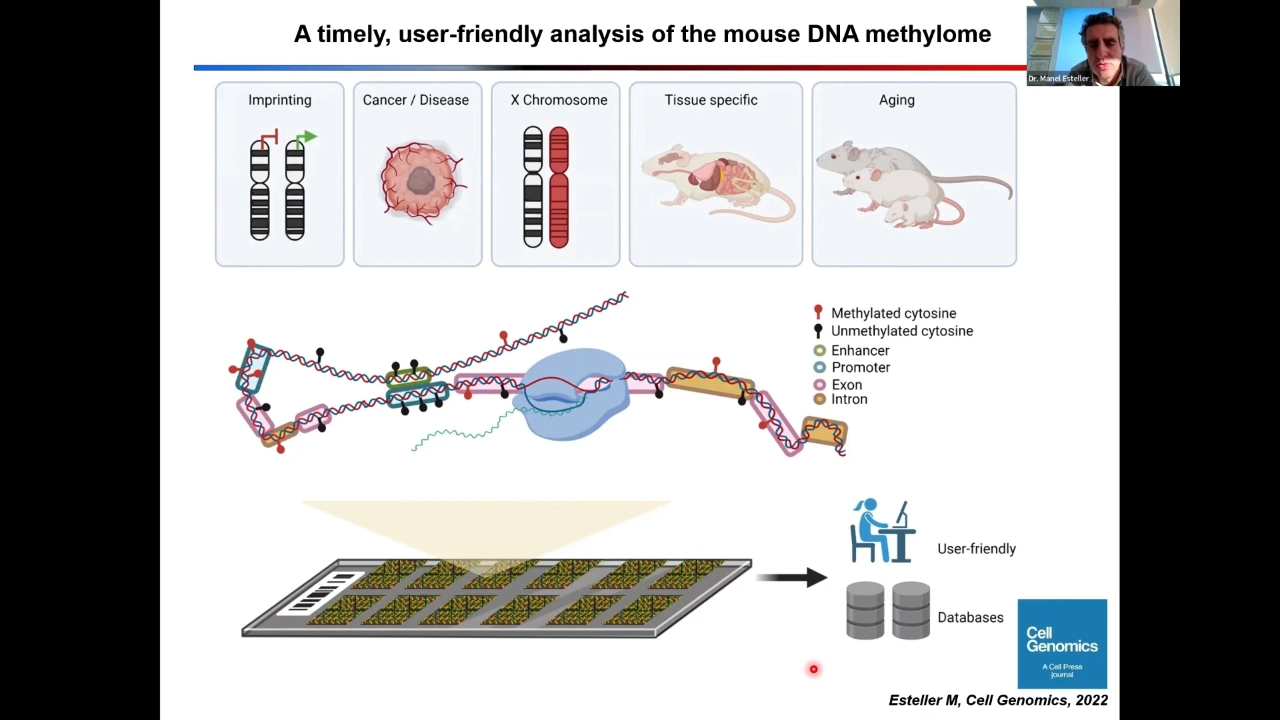 A timely, user-friendly analysis of the mouse DNA methylome
Dr. Manel Esteller
Imprinting
Cancer / Disease
X Chromosome
Tissue specific
Aging
Methylated cytosine
Unmethylated cytosine
Enhancer
Promoter
Exon
Intron
User-friendly
Databases
Cell
Genomics
A Cell Press
journal
Esteller M, Cell Genomics, 2022